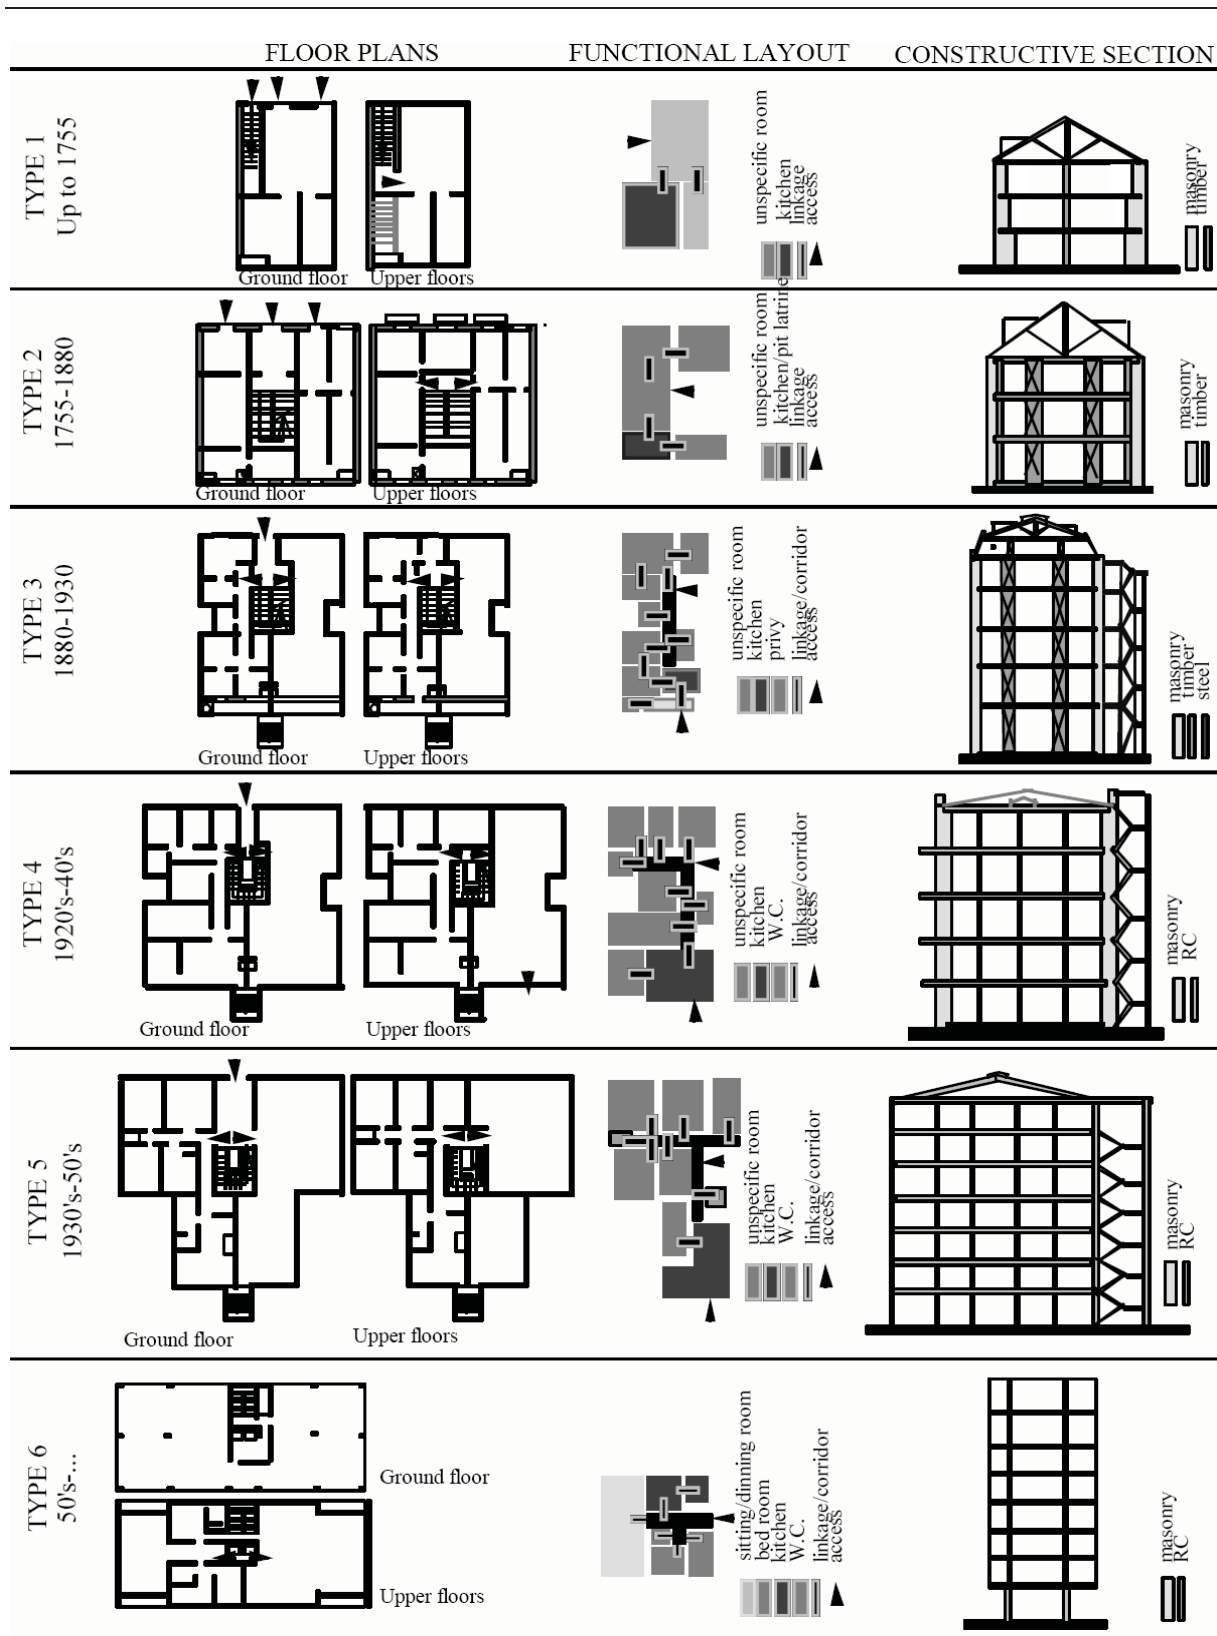 FLOOR PLANS
FUNCTIONAL LAYOUT
CONSTRUCTIVE SECTION
TYPE 1
Up to 1755
Ground floor
Upper floors
unspecific room
kitchen
linkage
access
masonry
timber
TYPE 2
1755-1880
Ground floor
Upper floors
unspecific room
kitchen/pit latrine
linkage
access
masonry
timber
TYPE 3
1880-1930
Ground floor
Upper floors
unspecific room
kitchen
privy
linkage/corridor
access
masonry
timber
steel
TYPE 4
1920's-40's
Ground floor
Upper floors
unspecific room
kitchen
W.C.
linkage/corridor
access
masonry
RC
TYPE 5
1930's-50's
Ground floor
Upper floors
unspecific room
kitchen
W.C.
linkage/corridor
access
masonry
RC
TYPE 6
50's-...
Ground floor
Upper floors
sitting/dinning room
bed room
kitchen
W.C.
linkage/corridor
access
masonry
RC